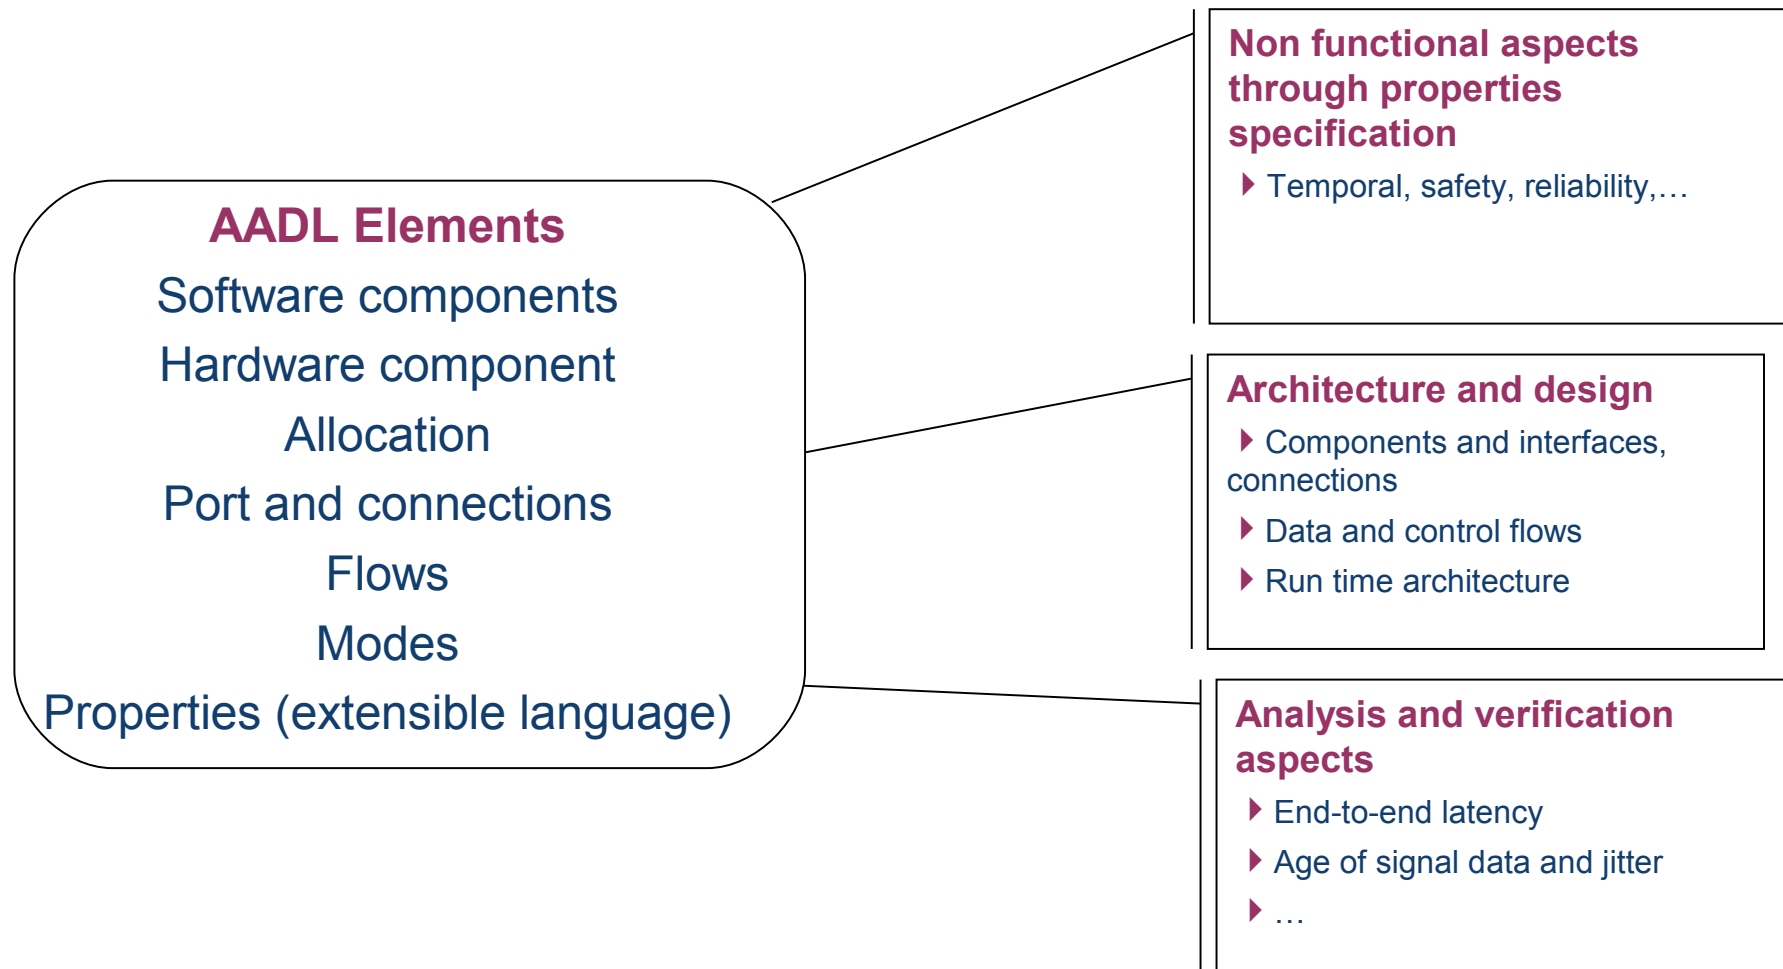 AADL Elements
Software components
Hardware component
Allocation
Port and connections
Flows
Modes
Properties (extensible language)
Non functional aspects
through properties
specification
Temporal, safety, reliability,…
Architecture and design
Components and interfaces,
connections
Data and control flows
Run time architecture
Analysis and verification
aspects
End-to-end latency
Age of signal data and jitter
…